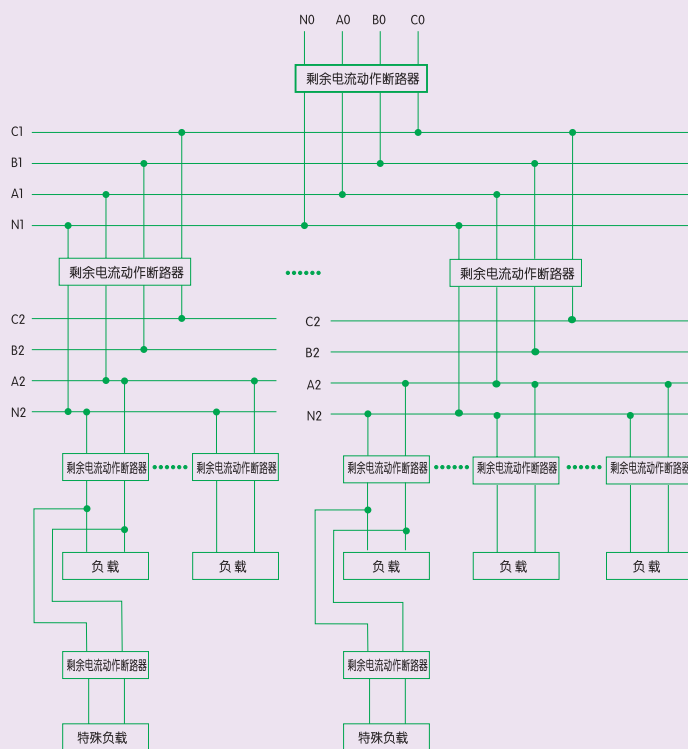 N0 A0 B0 C0
剩余电流动作断路器
C1
B1
A1
N1
剩余电流动作断路器 剩余电流动作断路器
C2 C2
B2 B2
A2 A2
N2 N2
剩余电流动作断路器 剩余电流动作断路器 剩余电流动作断路器 剩余电流动作断路器 剩余电流动作断路器
负载 负载 负载 负载 负载
剩余电流动作断路器 剩余电流动作断路器
特殊负载 特殊负载